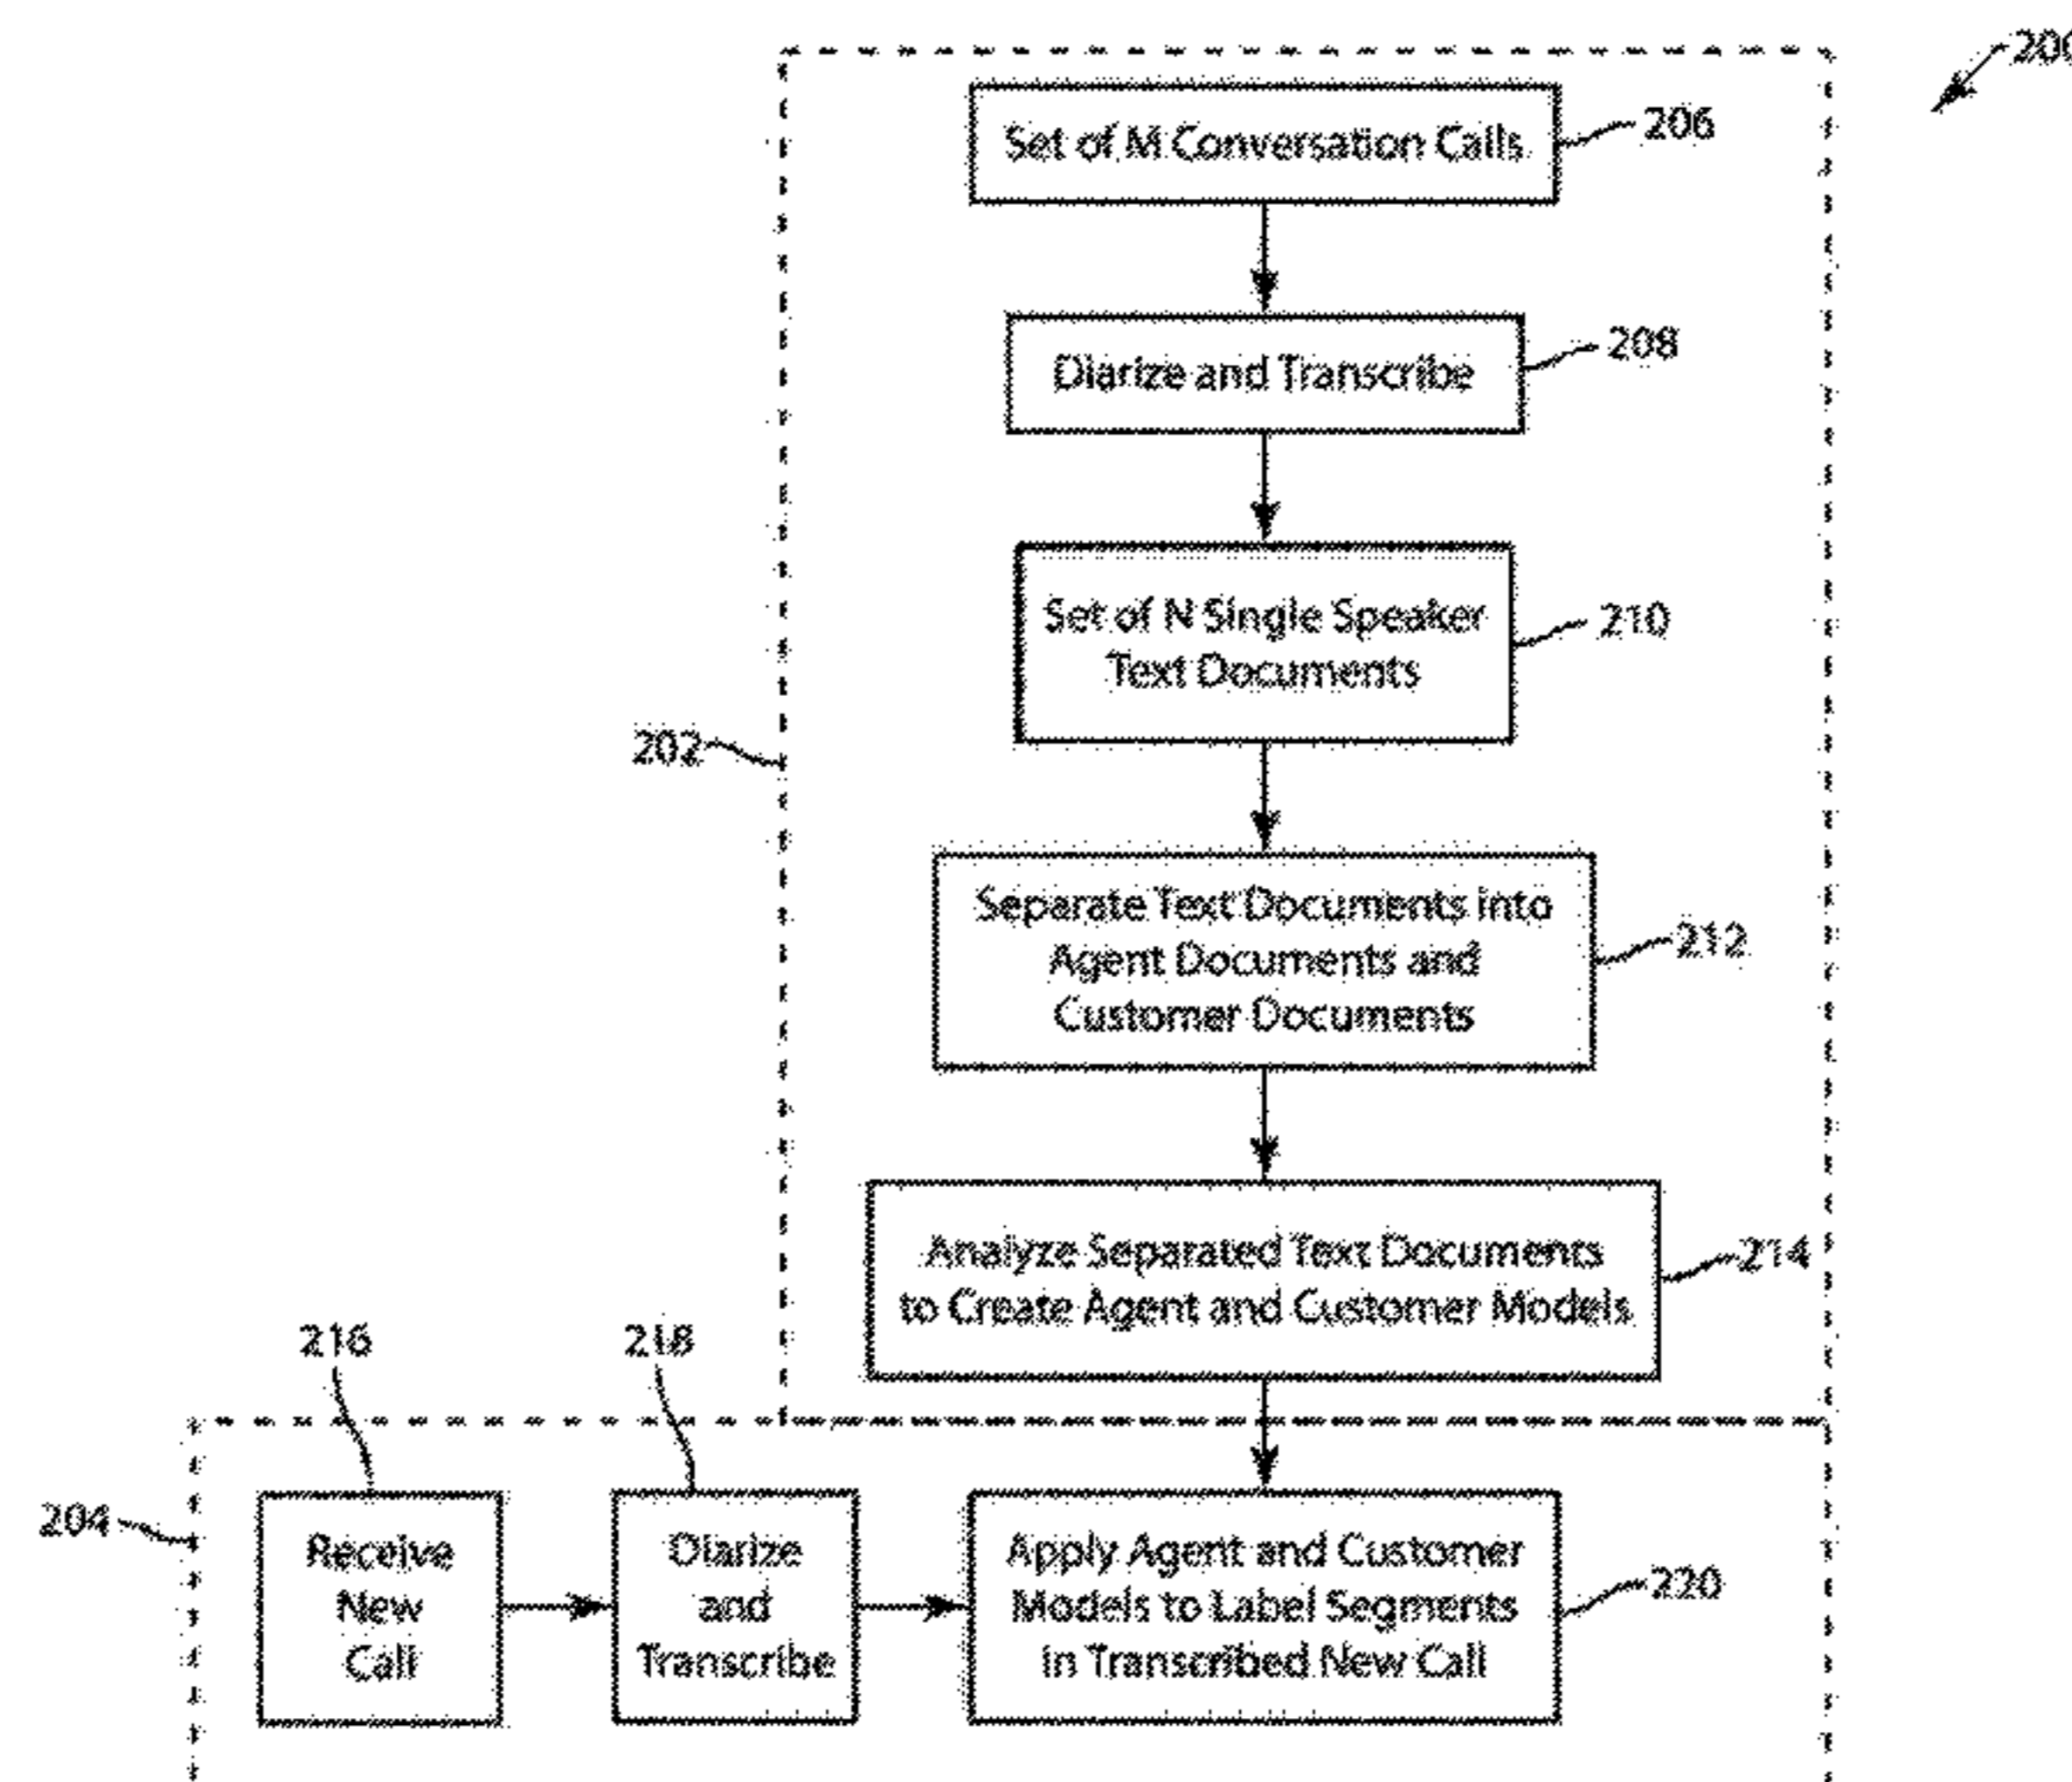 200
Set of M Conversation Calls
206
Diarize and Transcribe
208
Set of N Single Speaker
Text Documents
210
202
Separate Text Documents into
Agent Documents and
Customer Documents
212
Analyze Separated Text Documents
to Create Agent and Customer Models
214
216
218
204
Receive
New
Call
Diarize
and
Transcribe
Apply Agent and Customer
Models to Label Segments
in Transcribed New Call
220